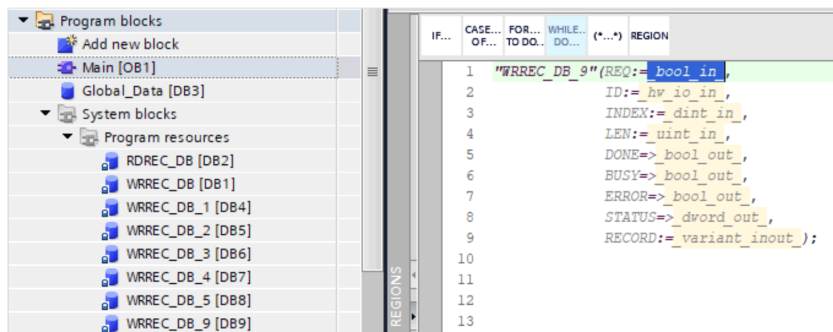 Program blocks
Add new block
Main [OB1]
Global_Data [DB3]
System blocks
Program resources
RDREC_DB [DB2]
WRREC_DB [DB1]
WRREC_DB_1 [DB4]
WRREC_DB_2 [DB5]
WRREC_DB_3 [DB6]
WRREC_DB_4 [DB7]
WRREC_DB_5 [DB8]
WRREC_DB_9 [DB9]
REGIONS
IF... CASE... OF... FOR... TO DO.. WHILE.. DO... (*...*) REGION
1 "WRREC_DB_9"(REQ:=_bool_in_,
2 ID:=_hw_io_in_,
3 INDEX:=_dint_in_,
4 LEN:=_uint_in_,
5 DONE=>_bool_out_,
6 BUSY=>_bool_out_,
7 ERROR=>_bool_out_,
8 STATUS=>_dword_out_,
9 RECORD:=_variant_inout_);
10
11
12
13